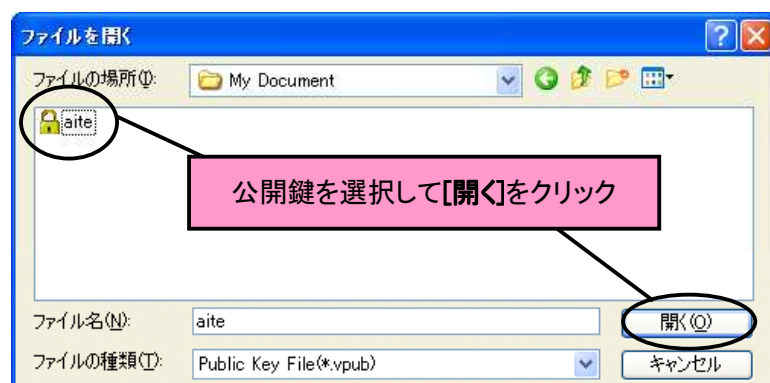 ファイルを開く
ファイルの場所(I):
My Document
aite
公開鍵を選択して[開く]をクリック
ファイル名(N):
aite
開く(O)
ファイルの種類(T):
Public Key File(*.vpub)
キャンセル